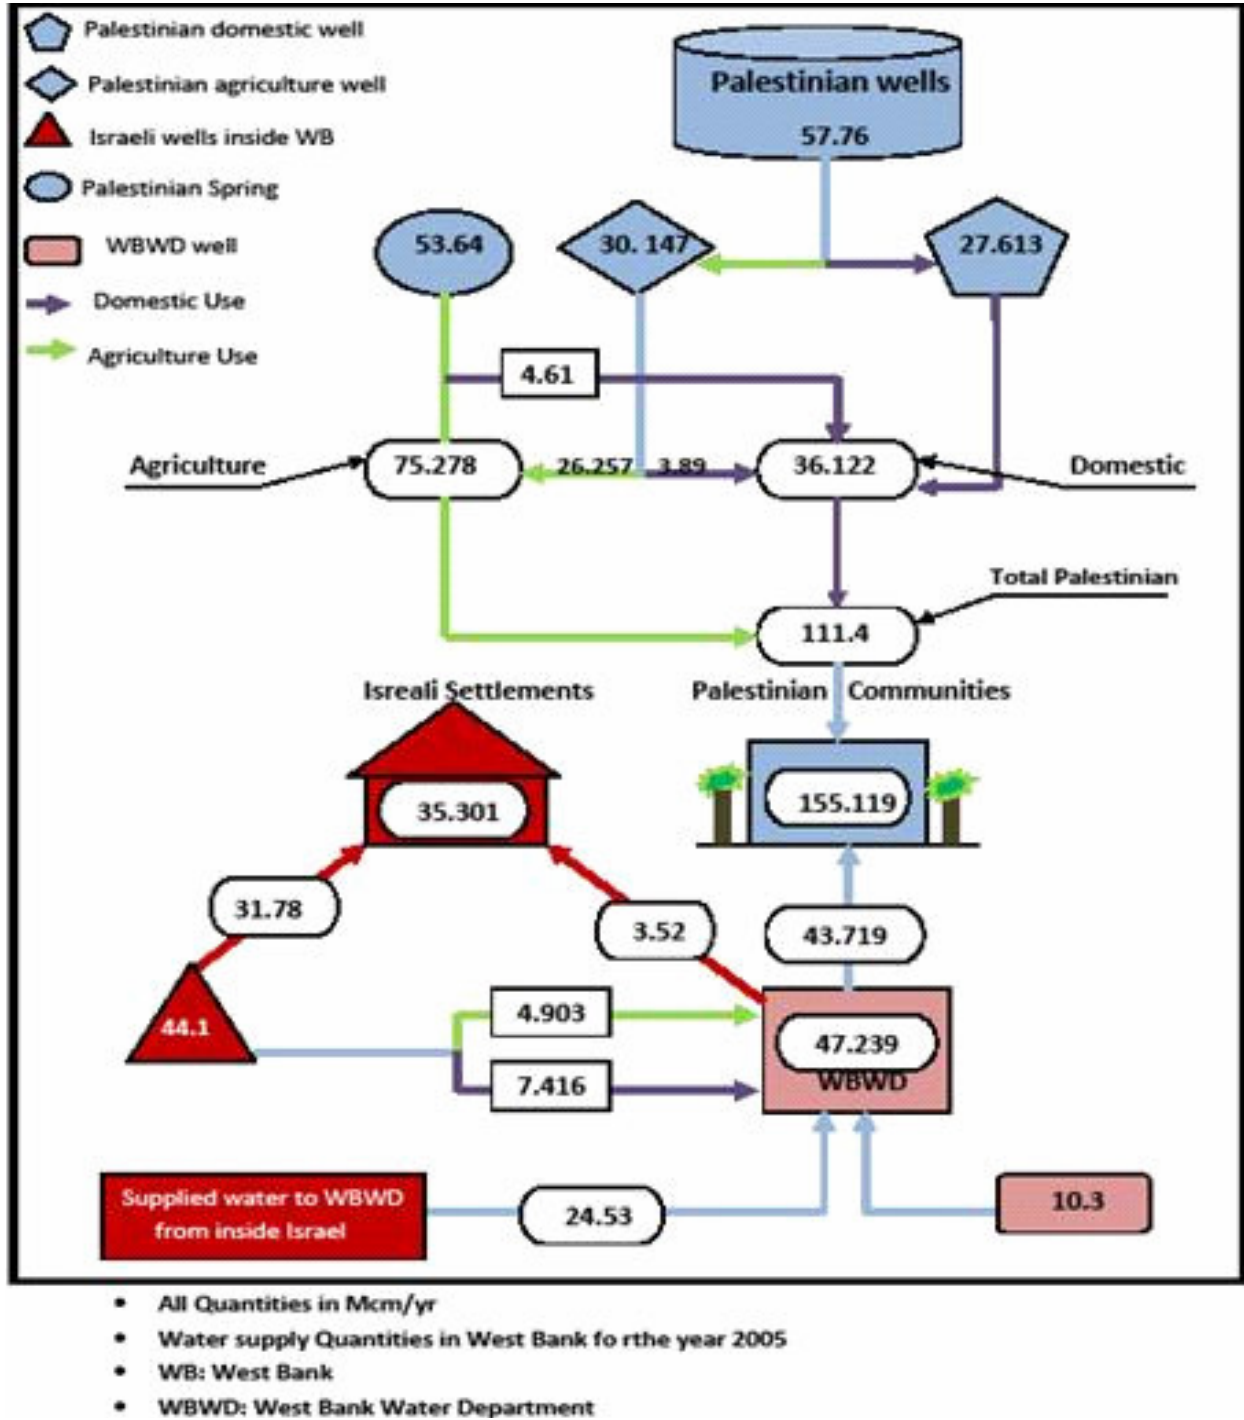 Palestinian domestic well
Palestinian agriculture well
Israeli wells inside WB
Palestinian Spring
WBWD well
Domestic Use
Agriculture Use
Palestinian wells
57.76
53.64
30. 147
27.613
4.61
Agriculture
75.278
26.257
3.89
36.122
Domestic
Total Palestinian
111.4
Isreali Settlements
Palestinian Communities
35.301
155.119
31.78
3.52
43.719
44.1
4.903
7.416
47.239
WBWD
Supplied water to WBWD
from inside Israel
24.53
10.3
• All Quantities in Mcm/yr
• Water supply Quantities in West Bank fo rthe year 2005
• WB: West Bank
• WBWD: West Bank Water Department